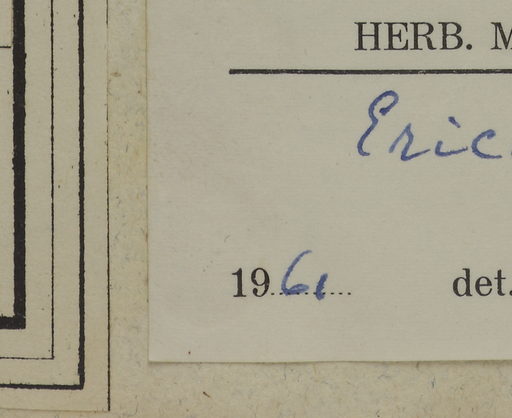 HERB. M
Eric
1961 det.